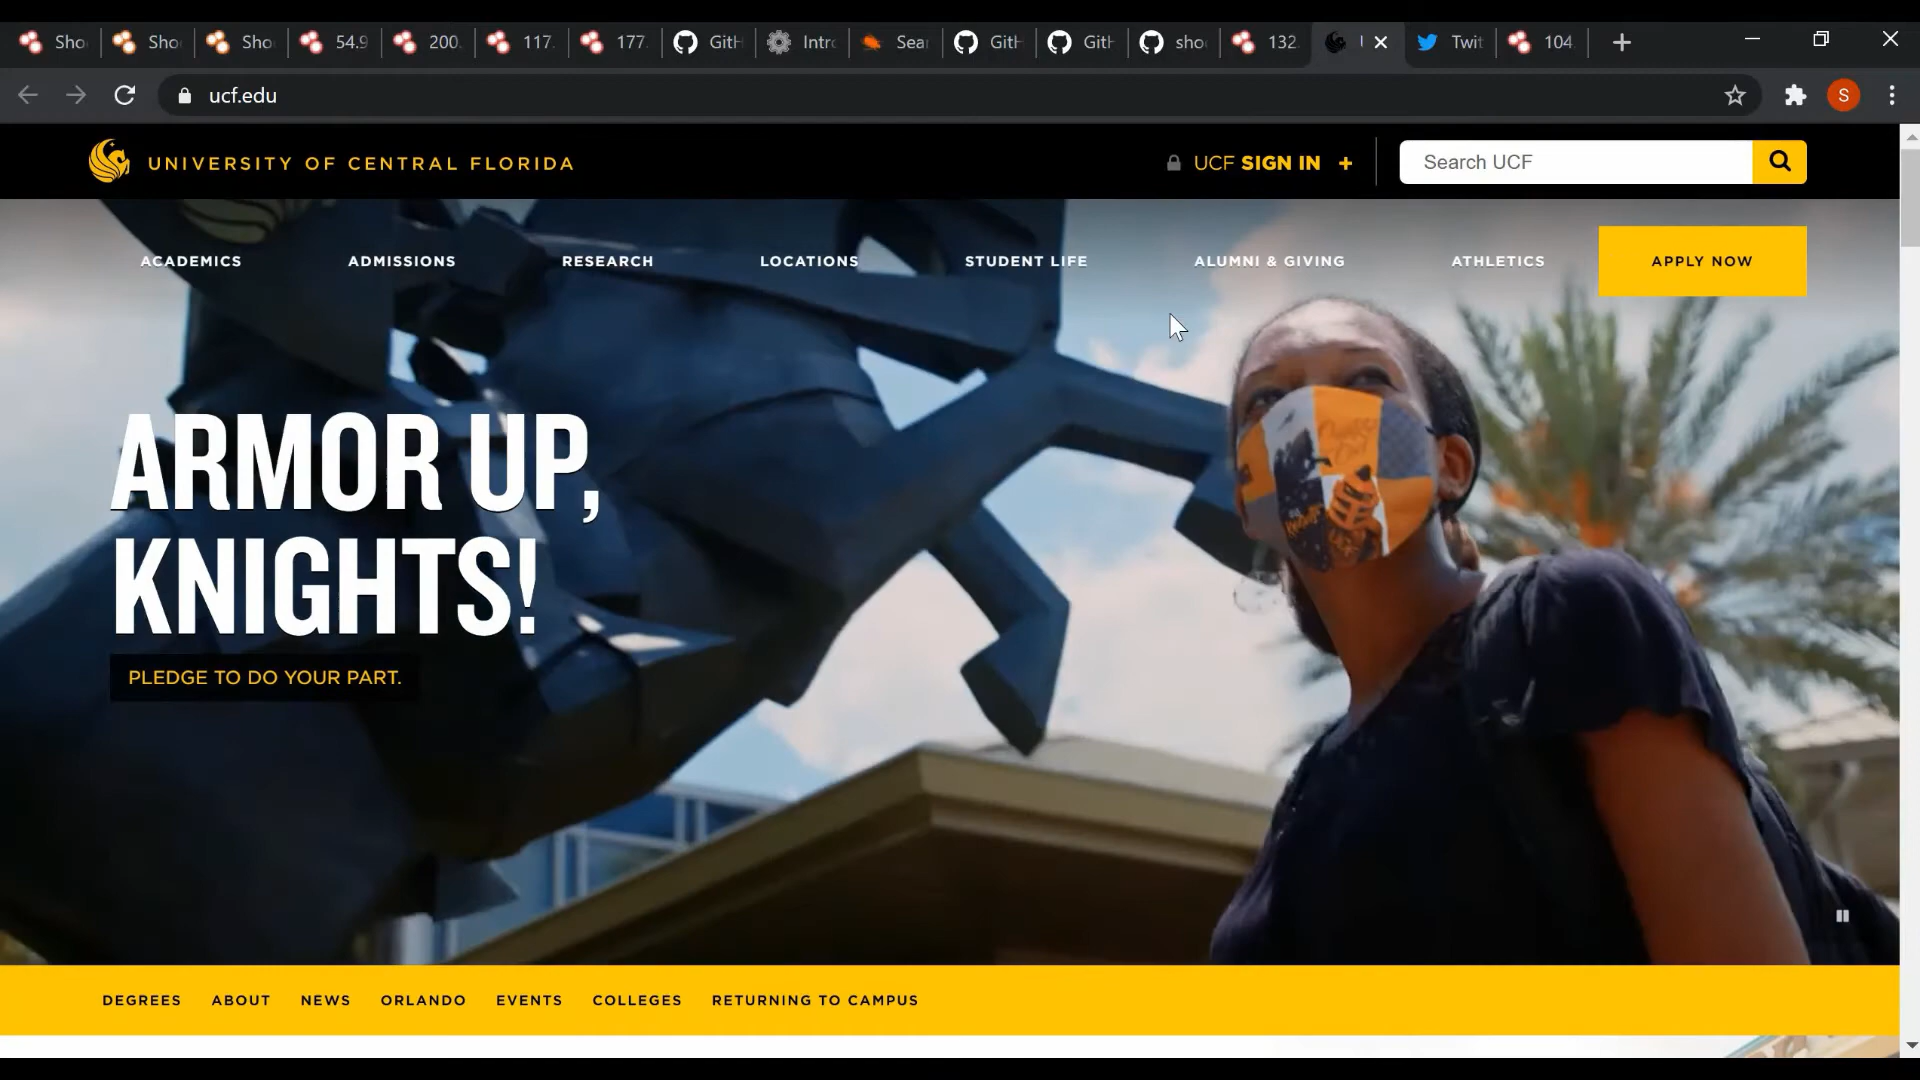 Sho Sho Sho 54.9 200. 117. 177. GitH Intro Sear GitH GitH sho 132. Twit 104
ucf.edu S
UNIVERSITY OF CENTRAL FLORIDA UCF SIGN IN + Search UCF
ACADEMICS ADMISSIONS RESEARCH LOCATIONS STUDENT LIFE ALUMNI & GIVING ATHLETICS APPLY NOW
ARMOR UP,
KNIGHTS!
PLEDGE TO DO YOUR PART.
DEGREES ABOUT NEWS ORLANDO EVENTS COLLEGES RETURNING TO CAMPUS